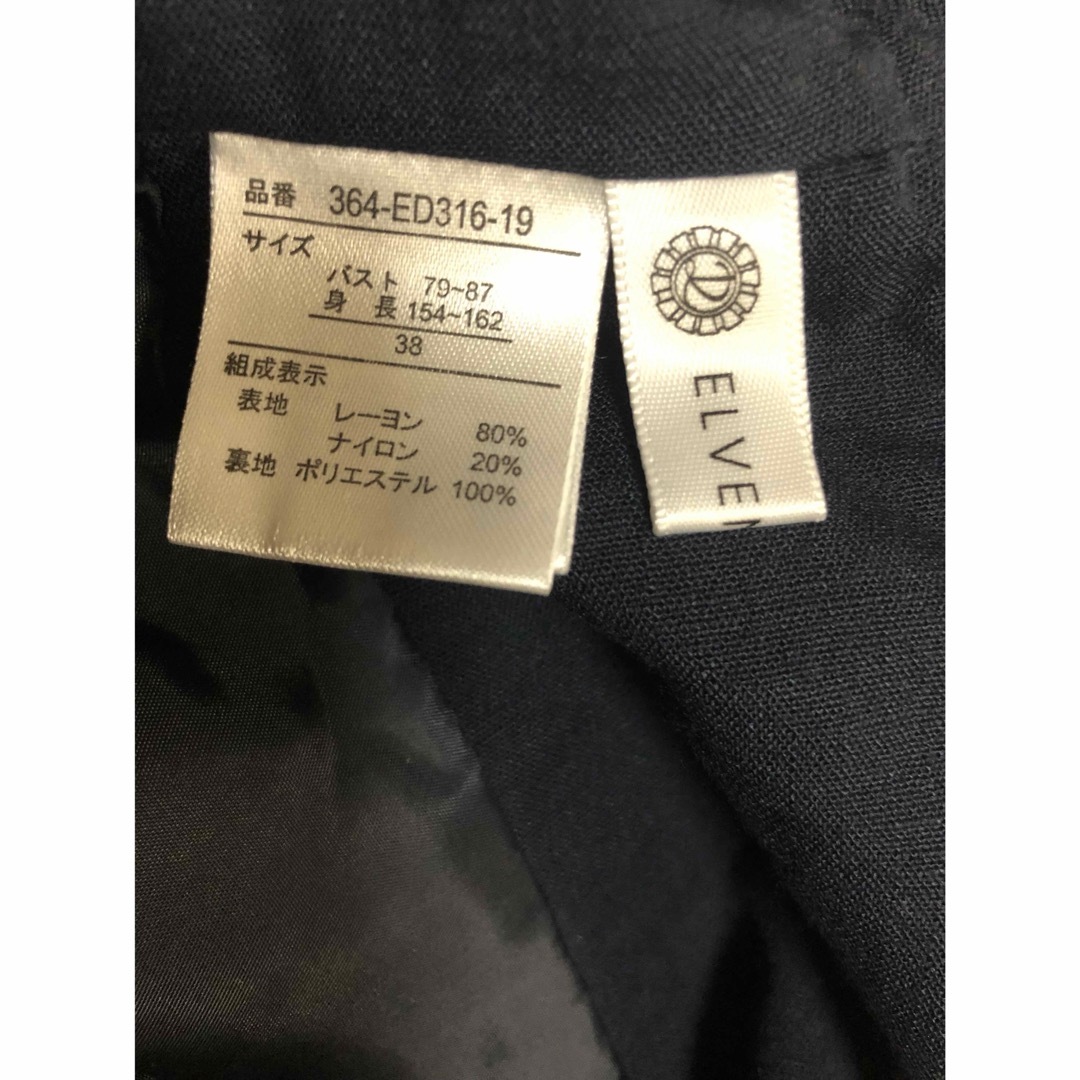 品番 364-ED316-19
サイズ
バスト 79~87
身 長 154~162
38
組成表示
表地 レーヨン 80%
ナイロン 20%
裏地 ポリエステル 100%
ELVE